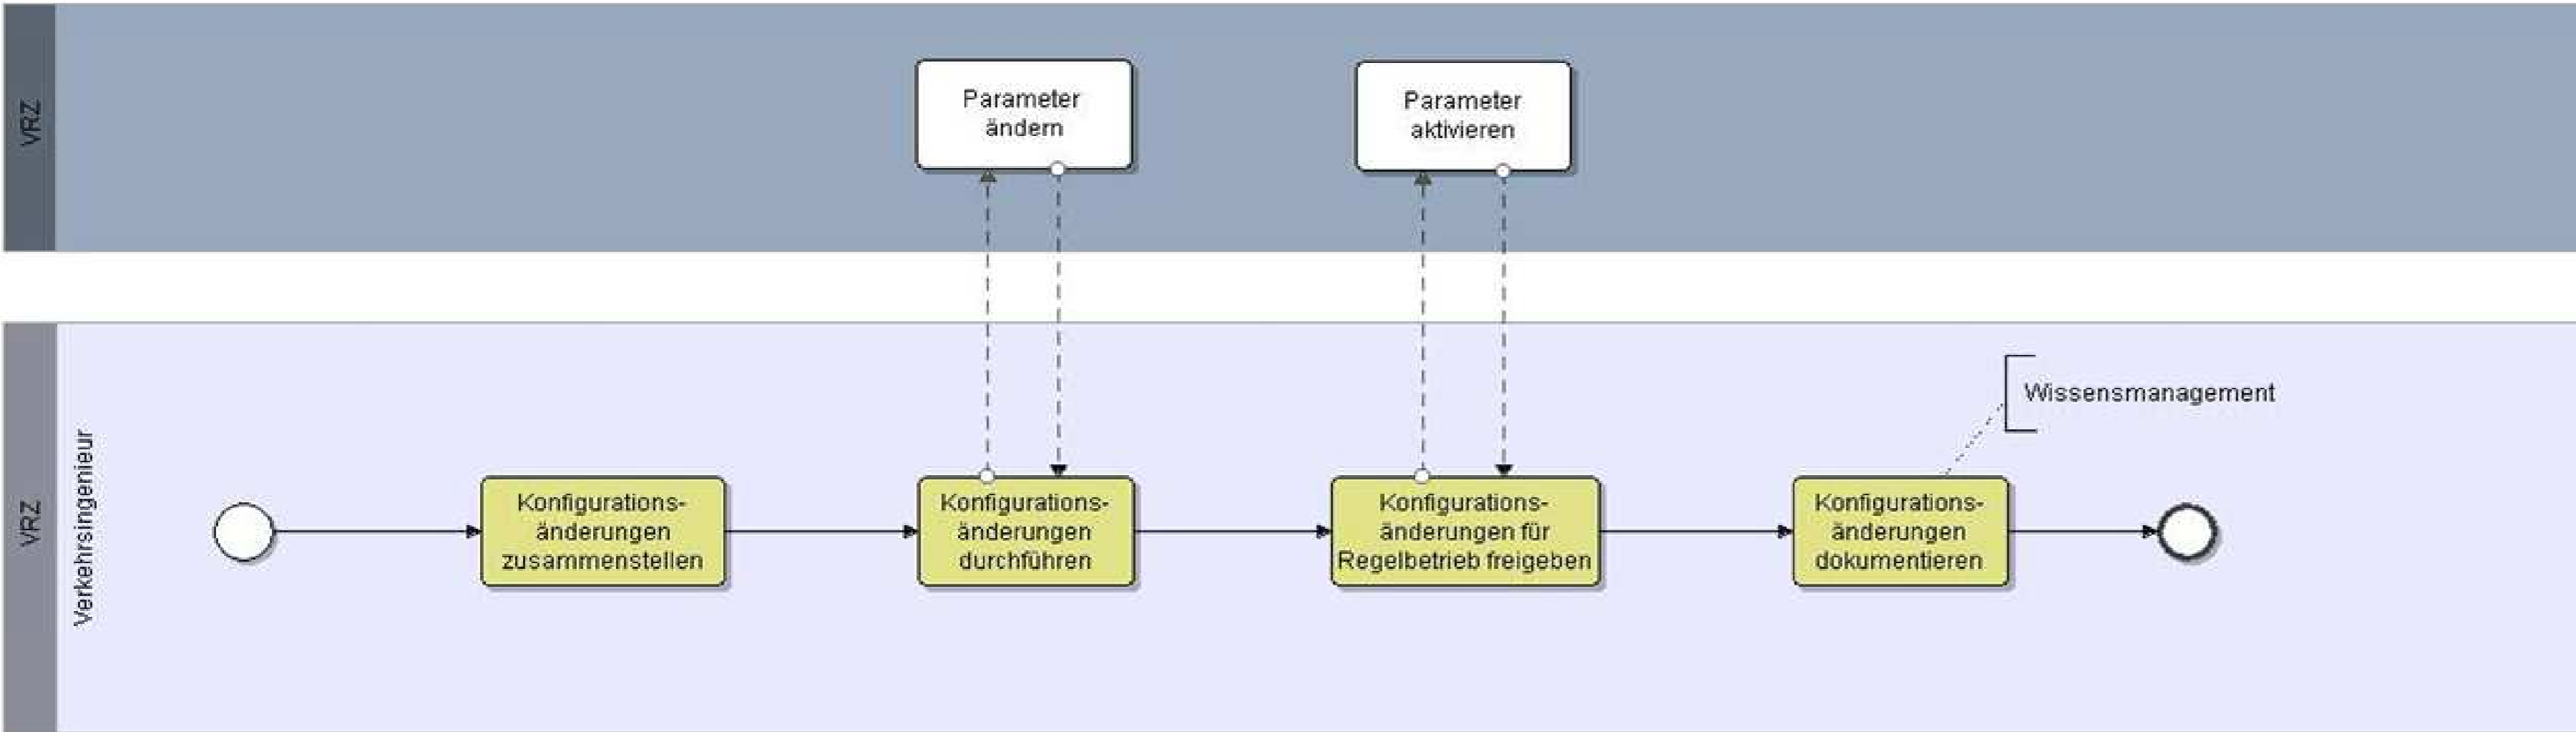 VRZ
Parameter
ändern
Parameter
aktivieren
VRZ
Verkehrsingenieur
Wissensmanagement
Konfigurations-
änderungen
zusammenstellen
Konfigurations-
änderungen
durchführen
Konfigurations-
änderungen für
Regelbetrieb freigeben
Konfigurations-
änderungen
dokumentieren